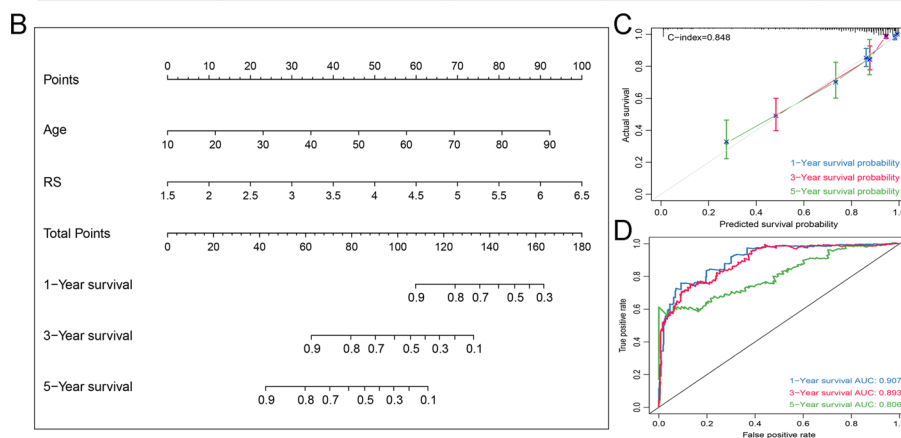 B
Points
0 10 20 30 40 50 60 70 80 90 100
Age
10 20 30 40 50 60 70 80 90
RS
1.5 2 2.5 3 3.5 4 4.5 5 5.5 6 6.5
Total Points
0 20 40 60 80 100 120 140 160 180
1-Year survival
0.9 0.8 0.7 0.5 0.3
3-Year survival
0.9 0.8 0.7 0.5 0.3 0.1
5-Year survival
0.9 0.8 0.7 0.5 0.3 0.1
C
C-index=0.848
Actual survival
1.0
0.8
0.6
0.4
0.2
0.0
1-Year survival probability
3-Year survival probability
5-Year survival probability
0.0 0.2 0.4 0.6 0.8 1.0
Predicted survival probability
D
True positive rate
1.0
0.8
0.6
0.4
0.2
0.0
1-Year survival AUC: 0.907
3-Year survival AUC: 0.893
5-Year survival AUC: 0.806
0.0 0.2 0.4 0.6 0.8 1.0
False positive rate